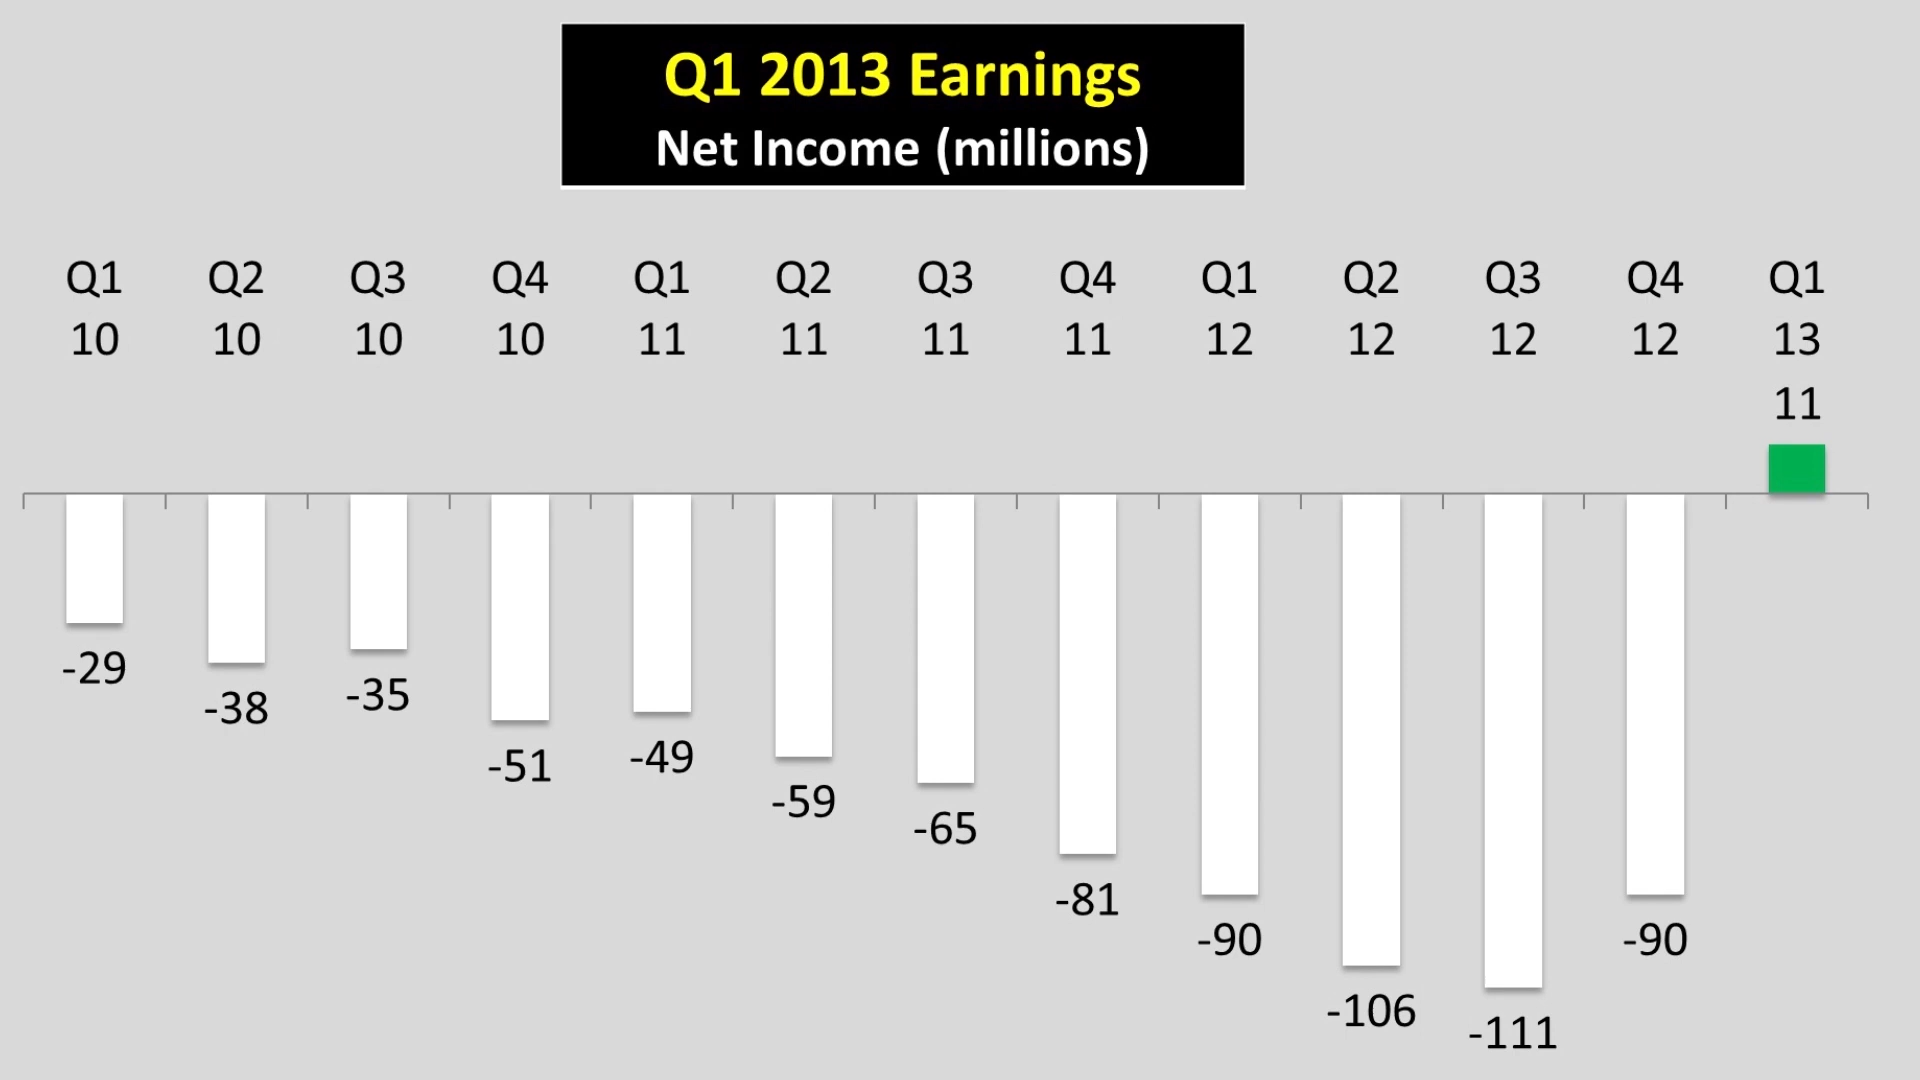 Q1 2013 Earnings
Net Income (millions)
Q1 Q2 Q3 Q4 Q1 Q2 Q3 Q4 Q1 Q2 Q3 Q4 Q1
10 10 10 10 11 11 11 11 12 12 12 12 13
11
-29 -38 -35 -51 -49 -59 -65 -81 -90 -106 -111 -90